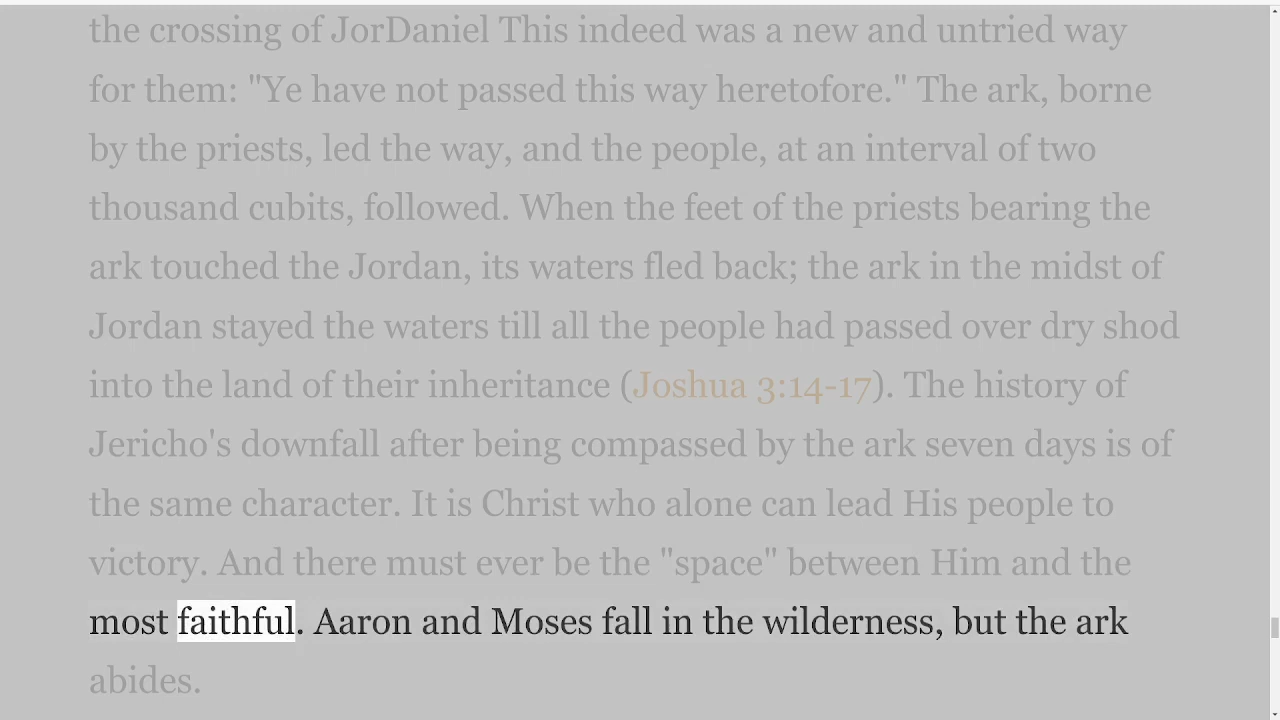 the crossing of JorDaniel This indeed was a new and untried way
for them: "Ye have not passed this way heretofore." The ark, borne
by the priests, led the way, and the people, at an interval of two
thousand cubits, followed. When the feet of the priests bearing the
ark touched the Jordan, its waters fled back; the ark in the midst of
Jordan stayed the waters till all the people had passed over dry shod
into the land of their inheritance (Joshua 3:14-17). The history of
Jericho's downfall after being compassed by the ark seven days is of
the same character. It is Christ who alone can lead His people to
victory. And there must ever be the "space" between Him and the
most faithful. Aaron and Moses fall in the wilderness, but the ark
abides.